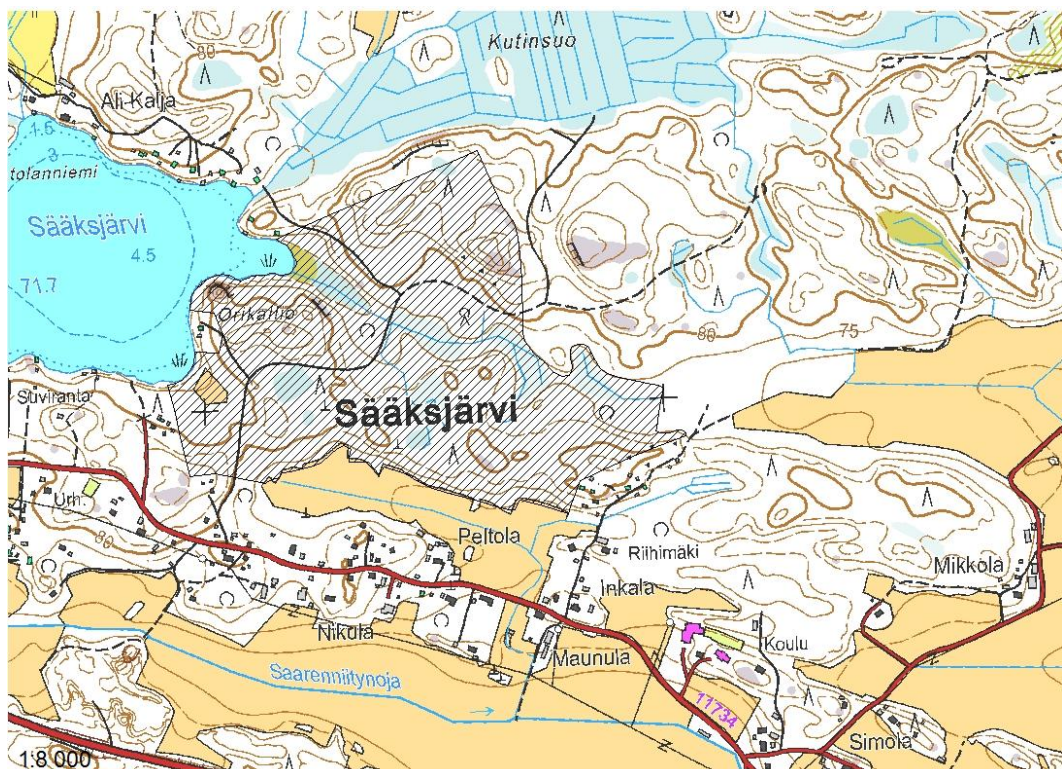 Kutinsuo
80
Ali-Kalja
1.5
3
tolanniemi
Sääksjärvi
4.5
71.7
Orikallio
80
75
Suviranta
Sääksjärvi
Urh.
80
Peltola
Riihimäki
Mikkola
Inkala
Nikula
Koulu
Maunula
Saarenniitynoja
11734
Simola
1:8 000